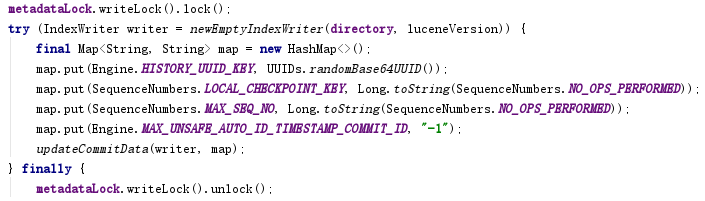 metadataLock.writeLock().lock();
try (IndexWriter writer = newEmptyIndexWriter(directory, luceneVersion)) {
    final Map<String, String> map = new HashMap<>();
    map.put(Engine.HISTORY_UUID_KEY, UUIDs.randomBase64UUID());
    map.put(SequenceNumbers.LOCAL_CHECKPOINT_KEY, Long.toString(SequenceNumbers.NO_OPS_PERFORMED));
    map.put(SequenceNumbers.MAX_SEQ_NO, Long.toString(SequenceNumbers.NO_OPS_PERFORMED));
    map.put(Engine.MAX_UNSAFE_AUTO_ID_TIMESTAMP_COMMIT_ID, "-1");
    updateCommitData(writer, map);
} finally {
    metadataLock.writeLock().unlock();